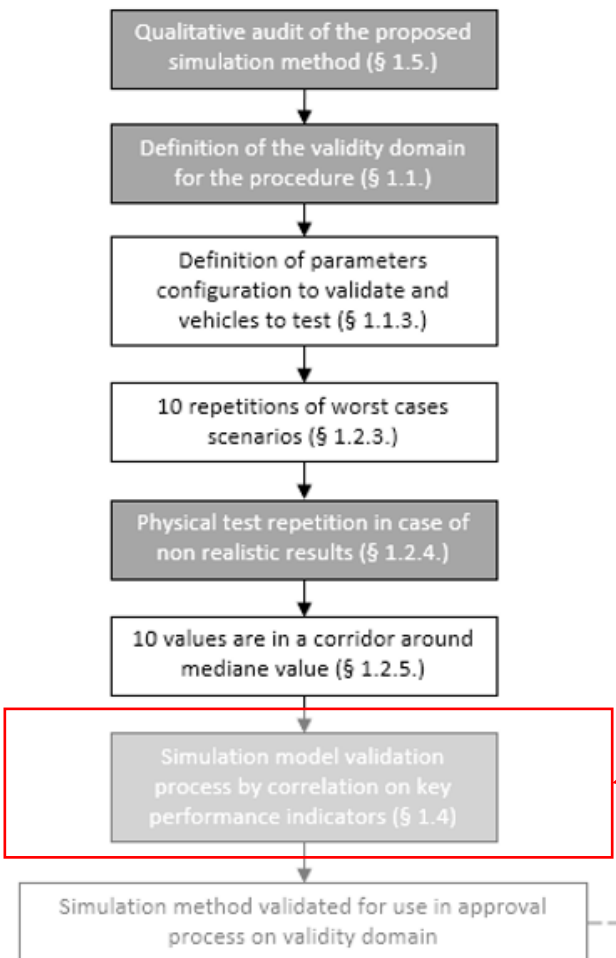 Qualitative audit of the proposed
simulation method (§ 1.5.)
Definition of the validity domain
for the procedure (§ 1.1.)
Definition of parameters
configuration to validate and
vehicles to test (§ 1.1.3.)
10 repetitions of worst cases
scenarios (§ 1.2.3.)
Physical test repetition in case of
non realistic results (§ 1.2.4.)
10 values are in a corridor around
mediane value (§ 1.2.5.)
Simulation model validation
process by correlation on key
performance indicators (§ 1.4)
Simulation method validated for use in approval
process on validity domain